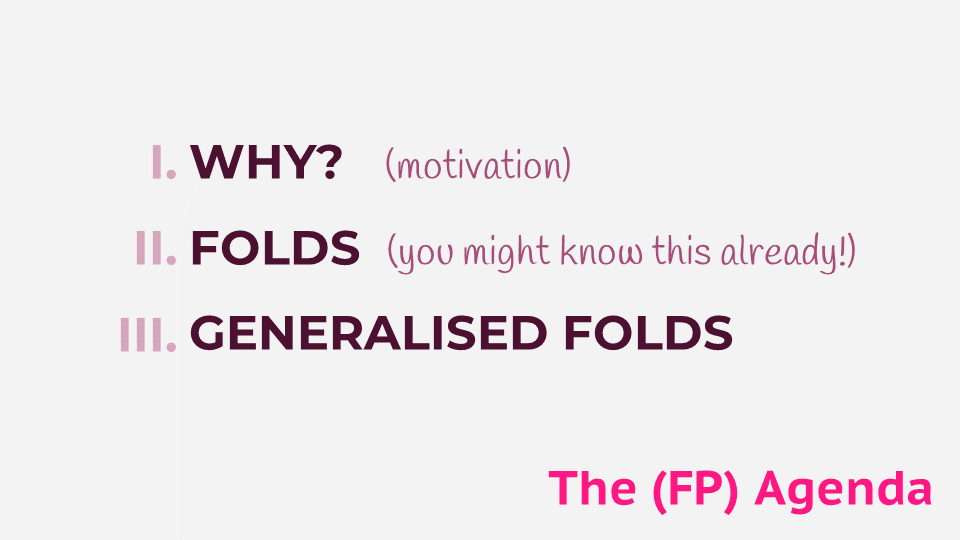 I. WHY? (motivation)
II. FOLDS (you might know this already!)
III. GENERALISED FOLDS
The (FP) Agenda